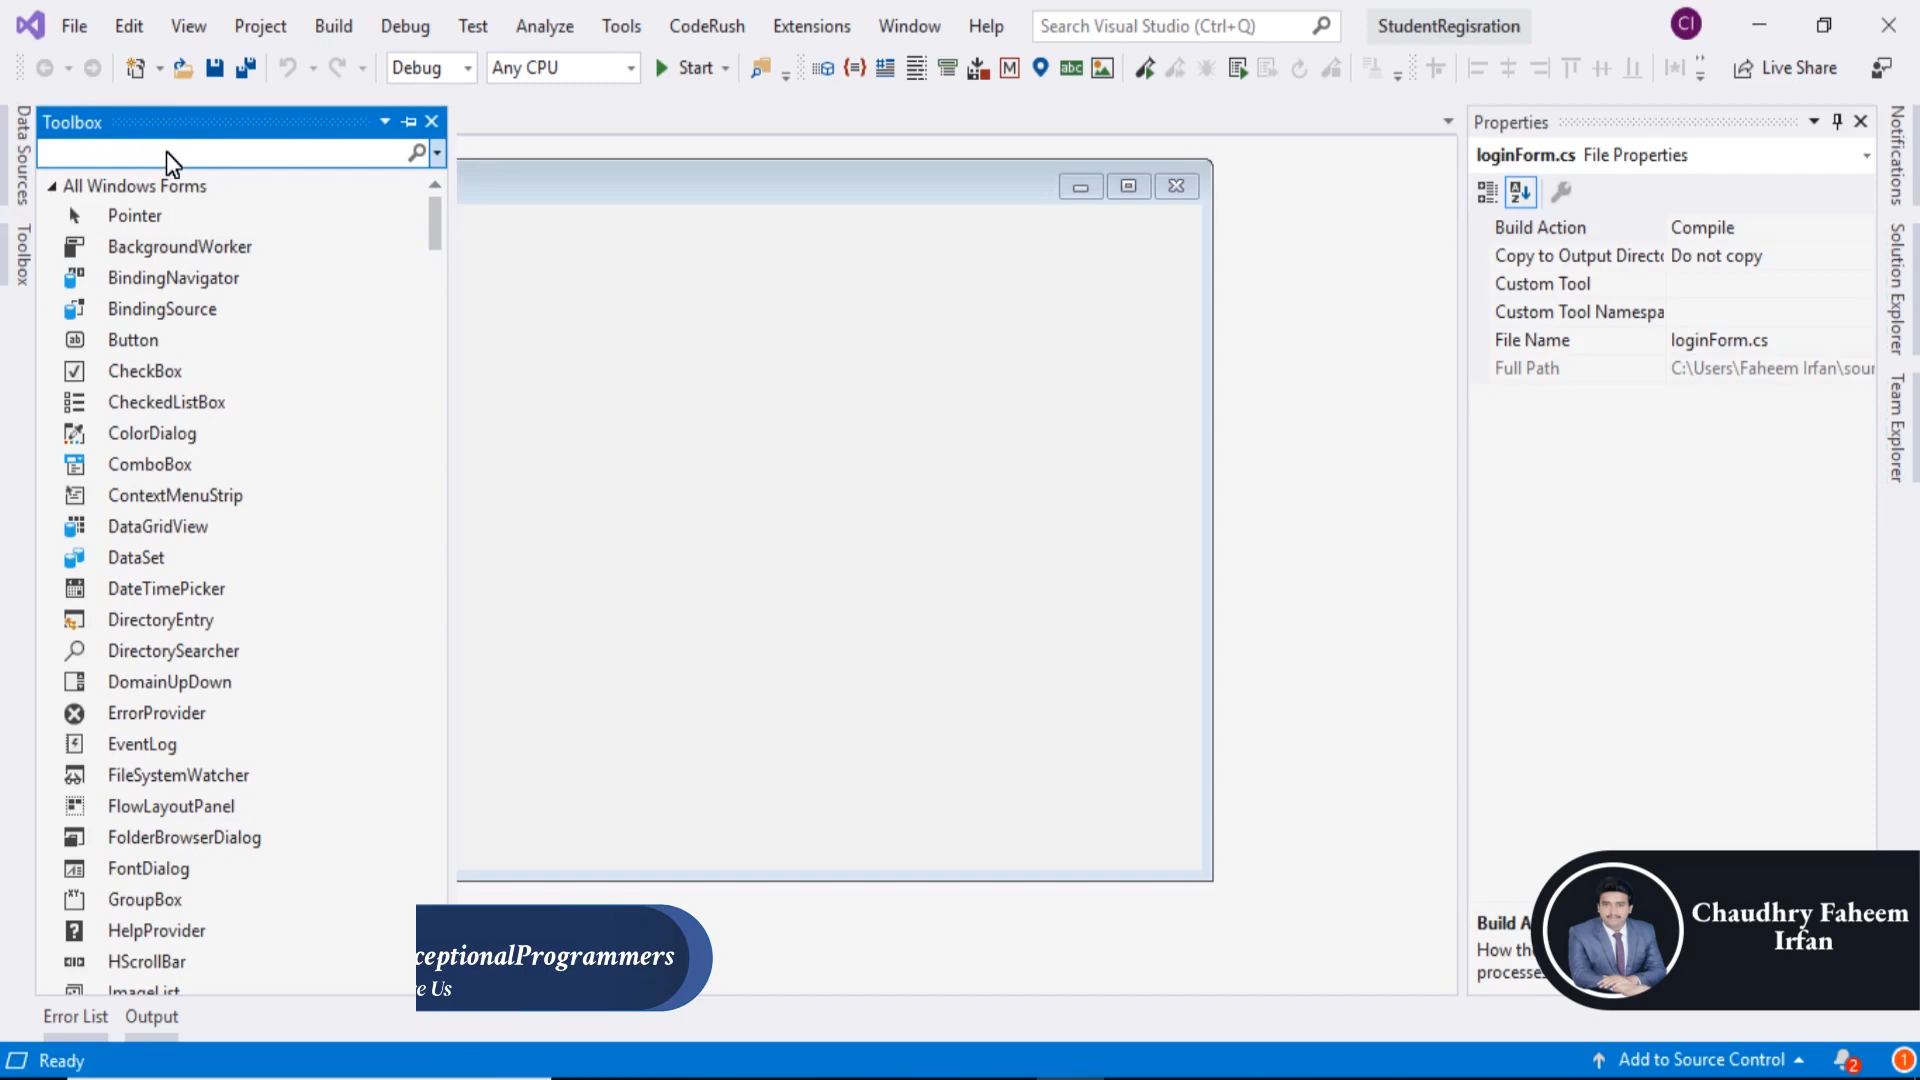 File Edit View Project Build Debug Test Analyze Tools CodeRush Extensions Window Help Search Visual Studio (Ctrl+Q) StudentRegisration CI
Debug Any CPU Start Live Share
Data Sources
Toolbox
Toolbox
All Windows Forms
Pointer
BackgroundWorker
BindingNavigator
BindingSource
Button
CheckBox
CheckedListBox
ColorDialog
ComboBox
ContextMenuStrip
DataGridView
DataSet
DateTimePicker
DirectoryEntry
DirectorySearcher
DomainUpDown
ErrorProvider
EventLog
FileSystemWatcher
FlowLayoutPanel
FolderBrowserDialog
FontDialog
GroupBox
HelpProvider
HScrollBar
ImageList
Properties
loginForm.cs File Properties
Build Action Compile
Copy to Output Directo Do not copy
Custom Tool
Custom Tool Namespa
File Name loginForm.cs
Full Path C:\Users\Faheem Irfan\sour
Build A
How the
processe
Notifications
Solution Explorer
Team Explorer
ceptionalProgrammers
e Us
Chaudhry Faheem
Irfan
Error List Output
Ready Add to Source Control 2 1